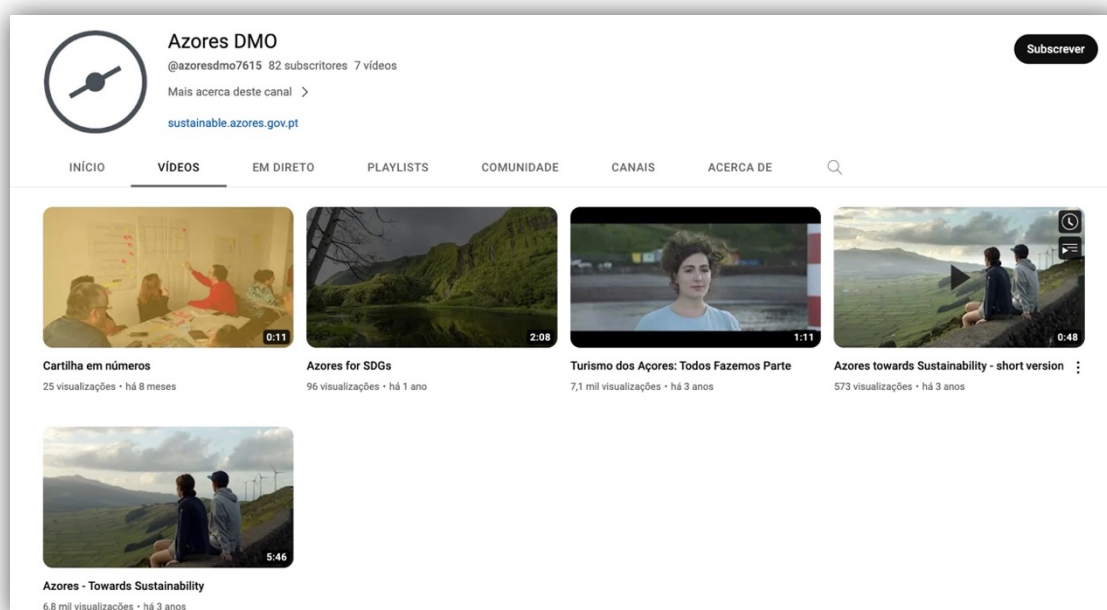 Azores DMO
@azoresdmo7615 82 subscritores 7 vídeos
Mais acerca deste canal
sustainable.azores.gov.pt
Subscrever
INÍCIO VÍDEOS EM DIRETO PLAYLISTS COMUNIDADE CANAIS ACERCA DE
0:11 2:08 1:11 0:48
Cartilha em números Azores for SDGs Turismo dos Açores: Todos Fazemos Parte Azores towards Sustainability - short version
25 visualizações • há 8 meses 96 visualizações • há 1 ano 7,1 mil visualizações • há 3 anos 573 visualizações • há 3 anos
5:46
Azores - Towards Sustainability
6,8 mil visualizações • há 3 anos